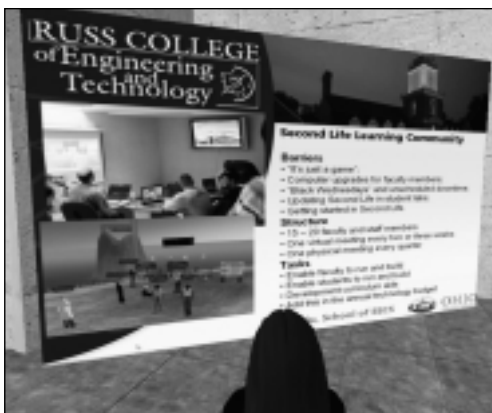 RUSS COLLEGE
of Engineering
and
Technology
Second Life Learning Community
Barriers
- "It's just a game".
- Computer upgrades for faculty members
- "Black Wednesdays" and unscheduled downtime
- Updating Second Life in student labs
- Getting started in Second Life
Structure
- 15 – 20 faculty and staff members
- One virtual meeting every two or three weeks
- One physical meeting every quarter
Tasks
- Enable faculty to run and build
- Enable students to run and build
- Development curriculum aids
- Add this in the annual technology budget
School of EECS
OHIO